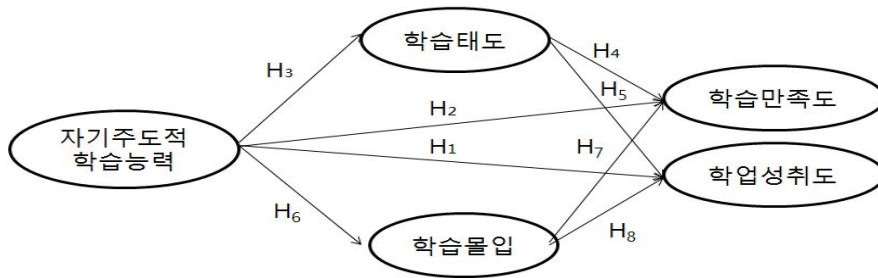 학습태도
H₃
H₄
H₅
학습만족도
H₂
자기주도적
학습능력
H₁
H₇
학업성취도
H₆
H₈
학습몰입